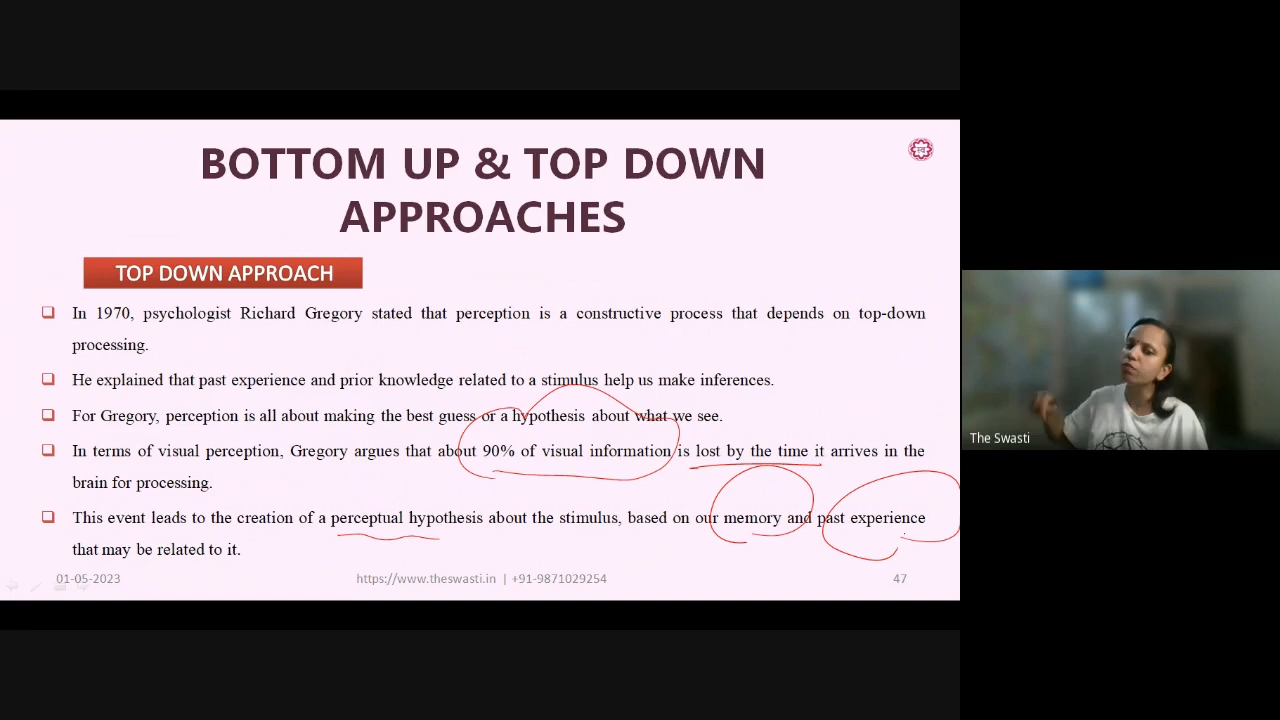 BOTTOM UP & TOP DOWN
APPROACHES
TOP DOWN APPROACH
In 1970, psychologist Richard Gregory stated that perception is a constructive process that depends on top-down
processing.
He explained that past experience and prior knowledge related to a stimulus help us make inferences.
For Gregory, perception is all about making the best guess or a hypothesis about what we see.
In terms of visual perception, Gregory argues that about 90% of visual information is lost by the time it arrives in the
brain for processing.
This event leads to the creation of a perceptual hypothesis about the stimulus, based on our memory and past experience
that may be related to it.
01-05-2023
https://www.theswasti.in | +91-9871029254
47
The Swasti